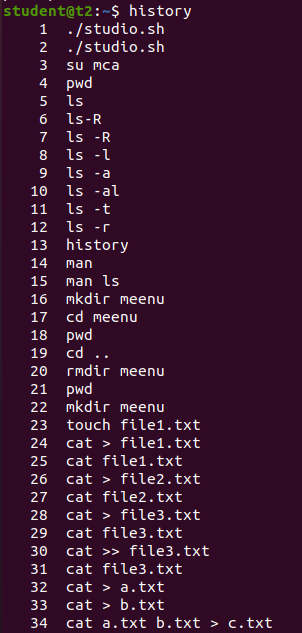 student@t2:~$ history
1 ./studio.sh
2 ./studio.sh
3 su mca
4 pwd
5 ls
6 ls-R
7 ls -R
8 ls -l
9 ls -a
10 ls -al
11 ls -t
12 ls -r
13 history
14 man
15 man ls
16 mkdir meenu
17 cd meenu
18 pwd
19 cd ..
20 rmdir meenu
21 pwd
22 mkdir meenu
23 touch file1.txt
24 cat > file1.txt
25 cat file1.txt
26 cat > file2.txt
27 cat file2.txt
28 cat > file3.txt
29 cat file3.txt
30 cat >> file3.txt
31 cat file3.txt
32 cat > a.txt
33 cat > b.txt
34 cat a.txt b.txt > c.txt